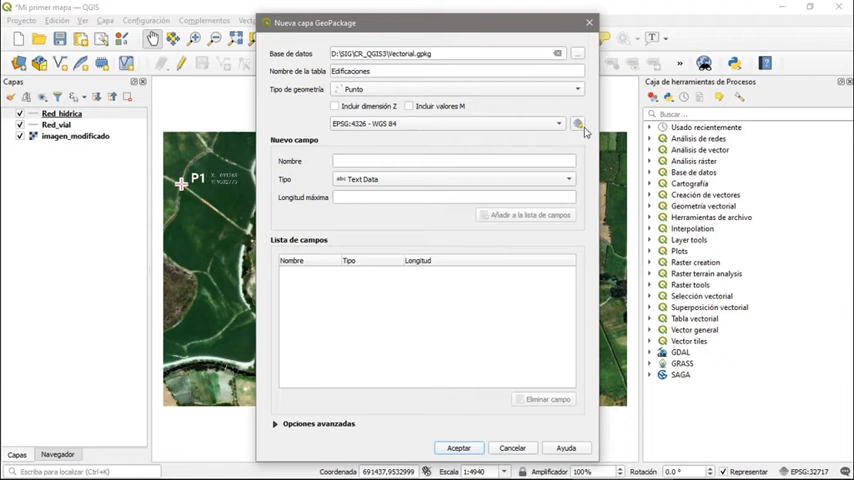 *Mi primer mapa — QGIS
Proyecto Edición Ver Capa Configuración Complementos Vect
Nueva capa GeoPackage
Base de datos D:\SIG\CR_QGIS3\Vectorial.gpkg
Nombre de la tabla Edificaciones
Tipo de geometría Punto
Incluir dimensión Z Incluir valores M
EPSG:4326 - WGS 84
Nuevo campo
Nombre
Tipo abc Text Data
Longitud máxima
Añadir a la lista de campos
Lista de campos
Nombre Tipo Longitud
Eliminar campo
Opciones avanzadas
Aceptar Cancelar Ayuda
Capas
Red_hidrica
Red_vial
imagen_modificado
P1
Capas Navegador
Caja de herramientas de Procesos
Buscar...
Usado recientemente
Análisis de redes
Análisis de vector
Análisis ráster
Base de datos
Cartografía
Creación de vectores
Geometría vectorial
Herramientas de archivo
Interpolation
Layer tools
Plots
Raster creation
Raster terrain analysis
Raster tools
Selección vectorial
Superposición vectorial
Tabla vectorial
Vector general
Vector tiles
GDAL
GRASS
SAGA
Escriba para localizar (Ctrl+K)
Coordenada 691437,9532999 Escala 1:4940 Amplificador 100% Rotación 0.0 ° Representar EPSG:32717